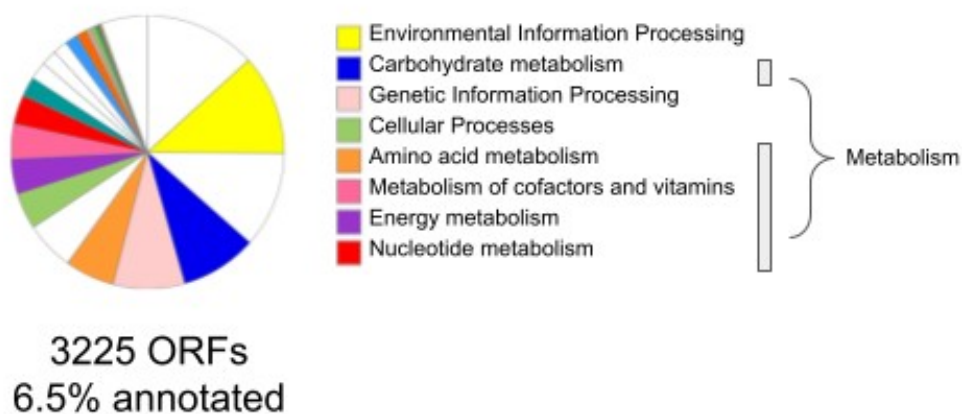 Environmental Information Processing
Carbohydrate metabolism
Genetic Information Processing
Cellular Processes
Amino acid metabolism
Metabolism of cofactors and vitamins
Energy metabolism
Nucleotide metabolism
Metabolism
3225 ORFs
6.5% annotated